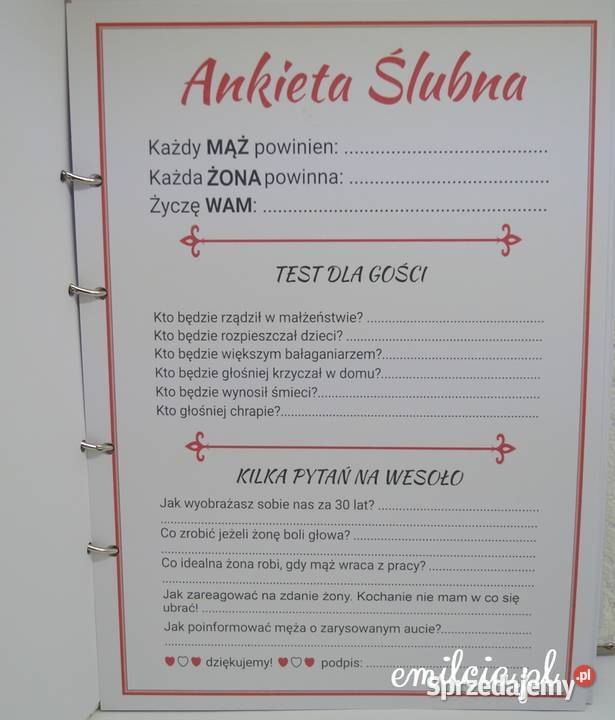 Ankieta Ślubna
Każdy MĄŻ powinien: ........................................
Każda ŻONA powinna: .......................................
Życzę WAM: ........................................................
TEST DLA GOŚCI
Kto będzie rządził w małżeństwie? ..................................................
Kto będzie rozpieszczał dzieci? .......................................................
Kto będzie większym bałaganiarzem?.............................................
Kto będzie głośniej krzyczał w domu?.............................................
Kto będzie wynosił śmieci?..............................................................
Kto głośniej chrapie?........................................................................
KILKA PYTAŃ NA WESOŁO
Jak wyobrażasz sobie nas za 30 lat? .............................................
........................................................................................................
Co zrobić jeżeli żonę boli głowa? ....................................................
........................................................................................................
Co idealna żona robi, gdy mąż wraca z pracy? ..............................
........................................................................................................
Jak zareagować na zdanie żony. Kochanie nie mam w co się
ubrać! .............................................................................................
Jak poinformować męża o zarysowanym aucie?..........................
........................................................................................................
♥♡♥ dziękujemy! ♥♡♥ podpis: ................................
emilcia.pl
Sprzedajemy.pl